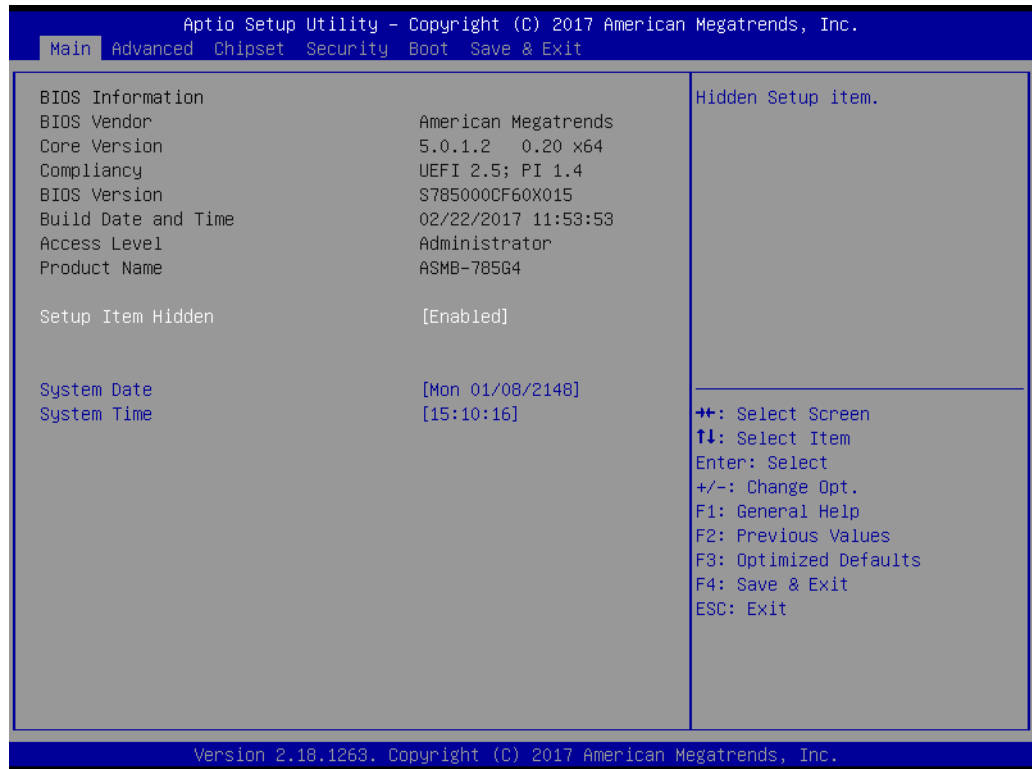 Aptio Setup Utility – Copyright (C) 2017 American Megatrends, Inc.
Main Advanced Chipset Security Boot Save & Exit
BIOS Information
BIOS Vendor American Megatrends
Core Version 5.0.1.2 0.20 x64
Compliancy UEFI 2.5; PI 1.4
BIOS Version S785000CF60X015
Build Date and Time 02/22/2017 11:53:53
Access Level Administrator
Product Name ASMB-785G4
Setup Item Hidden [Enabled]
System Date [Mon 01/08/2148]
System Time [15:10:16]
Hidden Setup item.
→←: Select Screen
↑↓: Select Item
Enter: Select
+/-: Change Opt.
F1: General Help
F2: Previous Values
F3: Optimized Defaults
F4: Save & Exit
ESC: Exit
Version 2.18.1263. Copyright (C) 2017 American Megatrends, Inc.